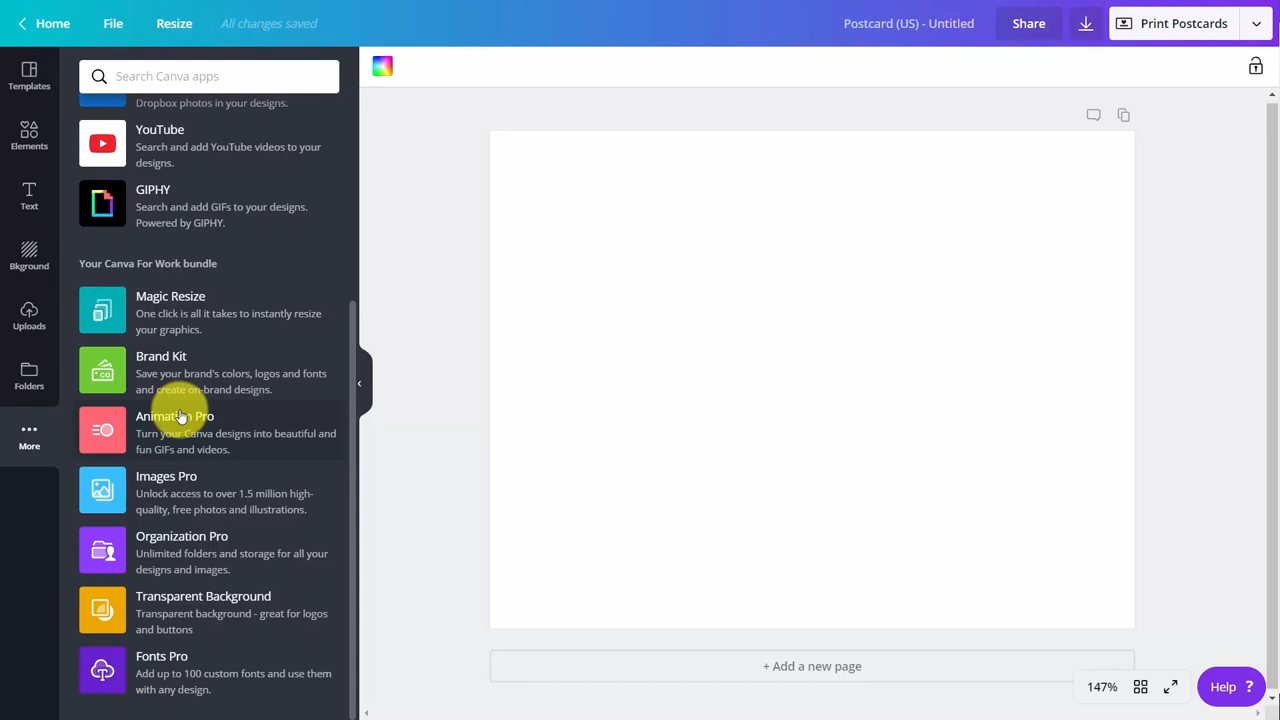 Home
File
Resize
All changes saved
Postcard (US) - Untitled
Share
Print Postcards
Templates
Elements
Text
Bkground
Uploads
Folders
More
Search Canva apps
Dropbox photos in your designs.
YouTube
Search and add YouTube videos to your
designs.
GIPHY
Search and add GIFs to your designs.
Powered by GIPHY.
Your Canva For Work bundle
Magic Resize
One click is all it takes to instantly resize
your graphics.
Brand Kit
CO
Save your brand's colors, logos and fonts
and create on-brand designs.
Animation Pro
Turn your Canva designs into beautiful and
fun GIFs and videos.
Images Pro
Unlock access to over 1.5 million high-
quality, free photos and illustrations.
Organization Pro
Unlimited folders and storage for all your
designs and images.
Transparent Background
Transparent background - great for logos
and buttons
Fonts Pro
Add up to 100 custom fonts and use them
with any design.
+ Add a new page
147%
Help ?